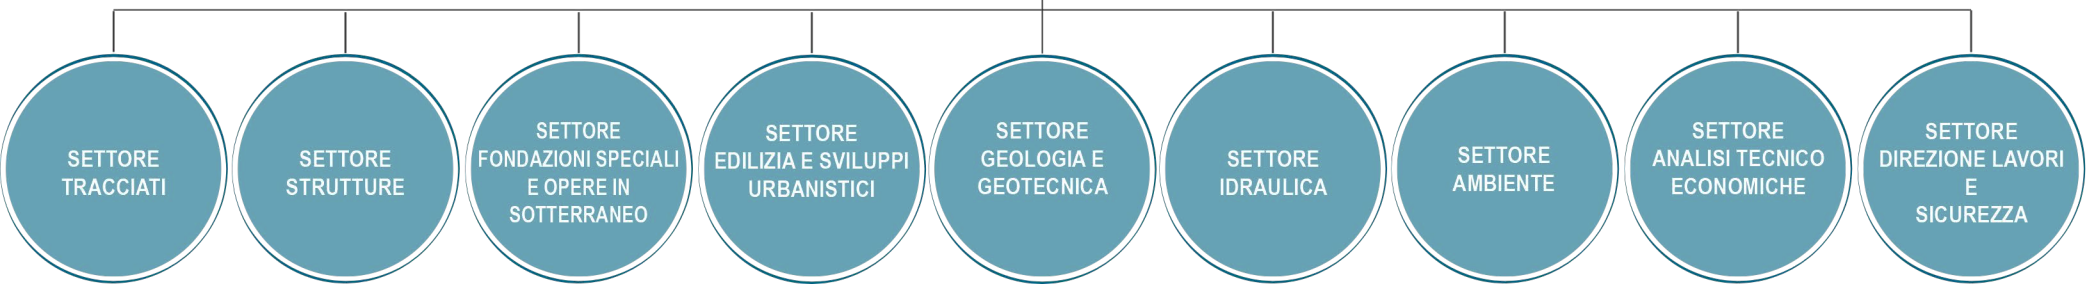 SETTORE
TRACCIATI
SETTORE
STRUTTURE
SETTORE
FONDAZIONI SPECIALI
E OPERE IN
SOTTERRANEO
SETTORE
EDILIZIA E SVILUPPI
URBANISTICI
SETTORE
GEOLOGIA E
GEOTECNICA
SETTORE
IDRAULICA
SETTORE
AMBIENTE
SETTORE
ANALISI TECNICO
ECONOMICHE
SETTORE
DIREZIONE LAVORI
E
SICUREZZA